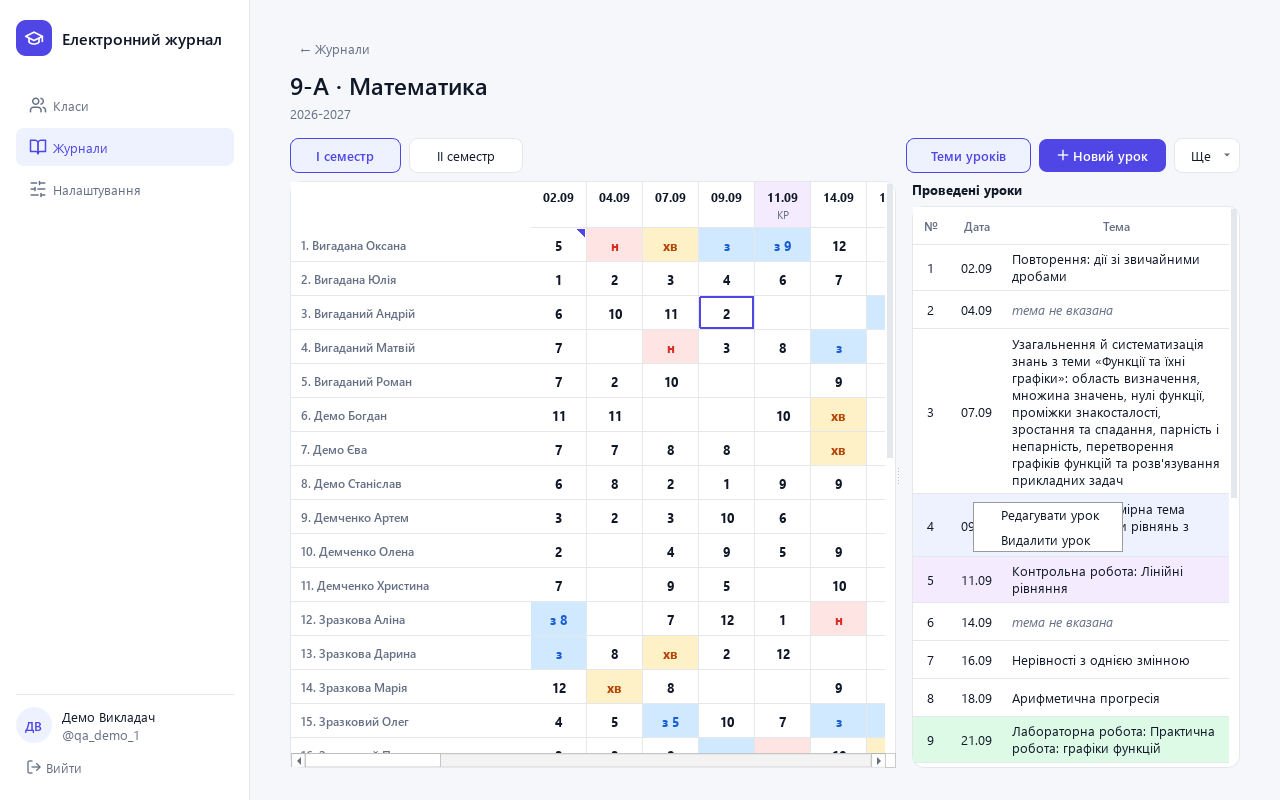 Електронний журнал
Класи
Журнали
Налаштування
ДВ
Демо Викладач
@qa_demo_1
Вийти
← Журнали
9-А · Математика
2026-2027
І семестр
ІІ семестр
Теми уроків
+ Новий урок
Ще
02.09 04.09 07.09 09.09 11.09 14.09
КР
1. Вигадана Оксана 5 н хв з з 9 12
2. Вигадана Юлія 1 2 3 4 6 7
3. Вигаданий Андрій 6 10 11 2
4. Вигаданий Матвій 7 н 3 8 з
5. Вигаданий Роман 7 2 10 9
6. Демо Богдан 11 11 10 хв
7. Демо Єва 7 7 8 8 хв
8. Демо Станіслав 6 8 2 1 9 9
9. Демченко Артем 3 2 3 10 6
10. Демченко Олена 2 4 9 5 9
11. Демченко Христина 7 9 5 10
12. Зразкова Аліна з 8 7 12 1 н
13. Зразкова Дарина з 8 хв 2 12
14. Зразкова Марія 12 хв 8 9
15. Зразковий Олег 4 5 з 5 10 7 з
Проведені уроки
№ Дата Тема
1 02.09 Повторення: дії зі звичайними
дробами
2 04.09 тема не вказана
3 07.09 Узагальнення й систематизація
знань з теми «Функції та їхні
графіки»: область визначення,
множина значень, нулі функції,
проміжки знакосталості,
зростання та спадання, парність і
непарність, перетворення
графіків функцій та розв'язування
прикладних задач
4
тема
рівнянь з
Редагувати урок
Видалити урок
5 11.09 Контрольна робота: Лінійні
рівняння
6 14.09 тема не вказана
7 16.09 Нерівності з однією змінною
8 18.09 Арифметична прогресія
9 21.09 Лабораторна робота: Практична
робота: графіки функцій